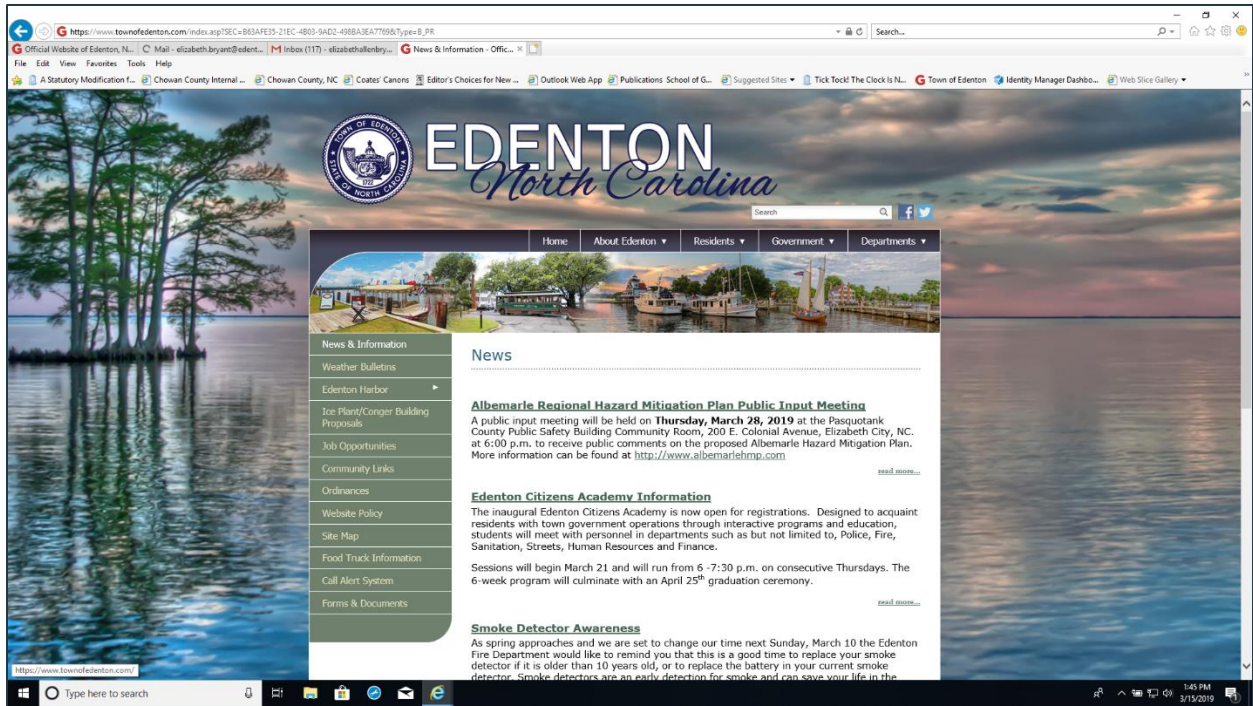 https://www.townofedenton.com/index.asp?SEC=B63AFE35-21EC-4B03-9AD2-498BA3EA7769&Type=B_PR
Search...
Official Website of Edenton, N...
Mail - elizabeth.bryant@edent...
Inbox (117) - elizabethallenbry...
News & Information - Offic...
File Edit View Favorites Tools Help
A Statutory Modification f...
Chowan County Internal ...
Chowan County, NC
Coates' Canons
Editor's Choices for New ...
Outlook Web App
Publications School of G...
Suggested Sites
Tick Tock! The Clock Is N...
Town of Edenton
Identity Manager Dashbo...
Web Slice Gallery
TOWN OF EDENTON
STATE OF NORTH CAROLINA
EDENTON
North Carolina
Search
Home About Edenton Residents Government Departments
News & Information
Weather Bulletins
Edenton Harbor
Ice Plant/Conger Building
Proposals
Job Opportunities
Community Links
Ordinances
Website Policy
Site Map
Food Truck Information
Call Alert System
Forms & Documents
News
Albemarle Regional Hazard Mitigation Plan Public Input Meeting
A public input meeting will be held on Thursday, March 28, 2019 at the Pasquotank
County Public Safety Building Community Room, 200 E. Colonial Avenue, Elizabeth City, NC.
at 6:00 p.m. to receive public comments on the proposed Albemarle Hazard Mitigation Plan.
More information can be found at http://www.albemarlehmp.com
read more...
Edenton Citizens Academy Information
The inaugural Edenton Citizens Academy is now open for registrations. Designed to acquaint
residents with town government operations through interactive programs and education,
students will meet with personnel in departments such as but not limited to, Police, Fire,
Sanitation, Streets, Human Resources and Finance.
Sessions will begin March 21 and will run from 6 -7:30 p.m. on consecutive Thursdays. The
6-week program will culminate with an April 25th graduation ceremony.
read more...
Smoke Detector Awareness
As spring approaches and we are set to change our time next Sunday, March 10 the Edenton
Fire Department would like to remind you that this is a good time to replace your smoke
detector if it is older than 10 years old, or to replace the battery in your current smoke
detector. Smoke detectors are an early detection for smoke and can save your life in the
https://www.townofedenton.com/
Type here to search
1:45 PM
3/15/2019